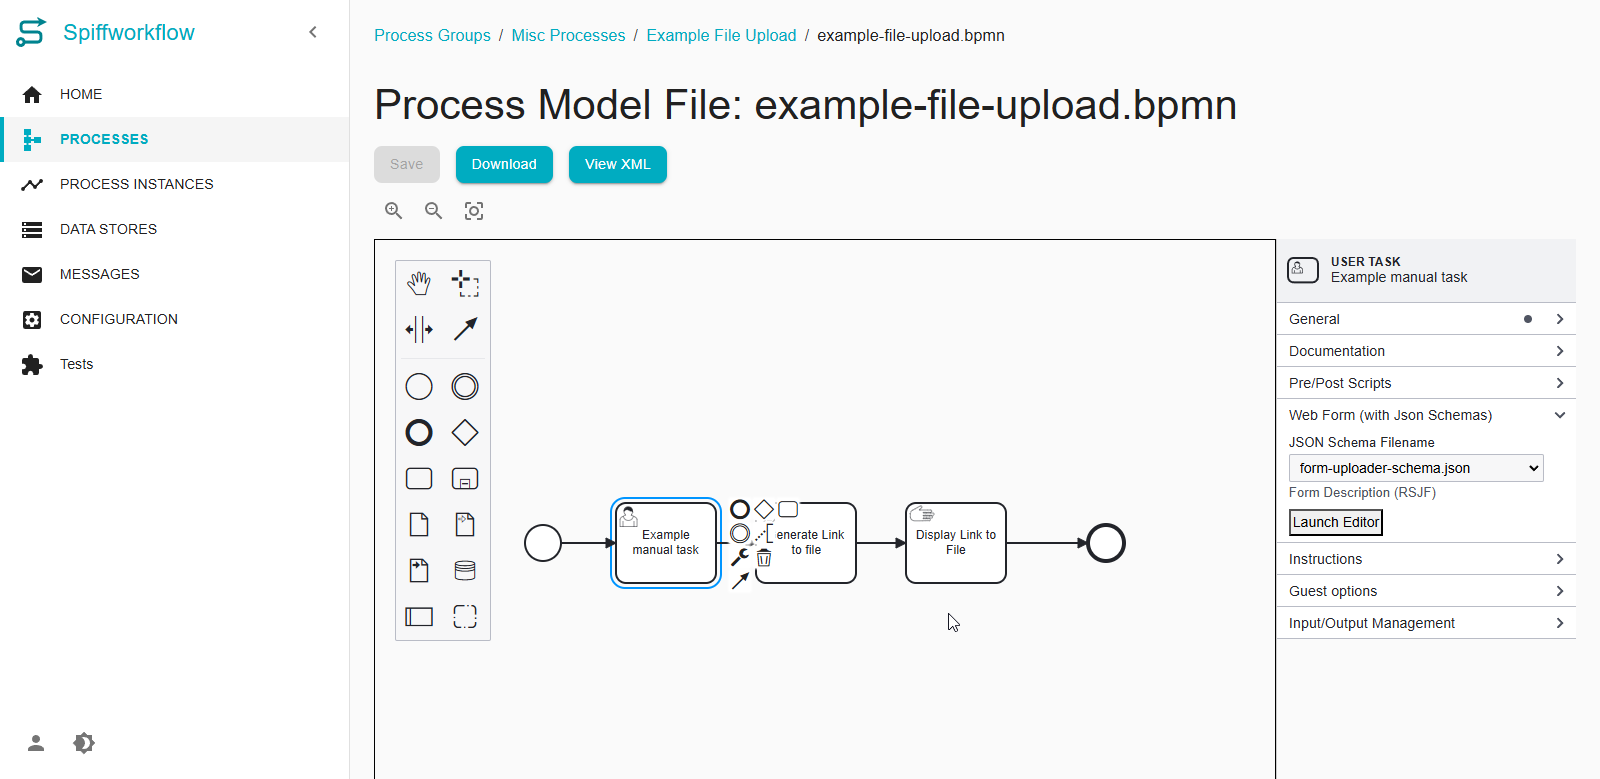 Spiffworkflow
HOME
PROCESSES
PROCESS INSTANCES
DATA STORES
MESSAGES
CONFIGURATION
Tests
Process Groups / Misc Processes / Example File Upload / example-file-upload.bpmn
Process Model File: example-file-upload.bpmn
Save
Download
View XML
Example
manual task
enerate Link
to file
Display Link to
File
USER TASK
Example manual task
General
Documentation
Pre/Post Scripts
Web Form (with Json Schemas)
JSON Schema Filename
form-uploader-schema.json
Form Description (RSJF)
Launch Editor
Instructions
Guest options
Input/Output Management